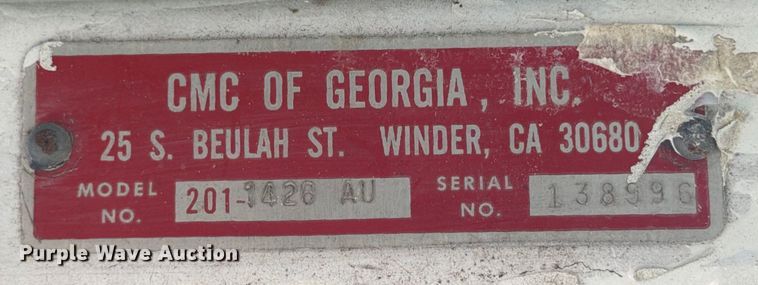 CMC OF GEORGIA, INC.
25 S. BEULAH ST. WINDER, CA 30680
MODEL NO. 201-1426 AU SERIAL NO. 138996
Purple Wave Auction